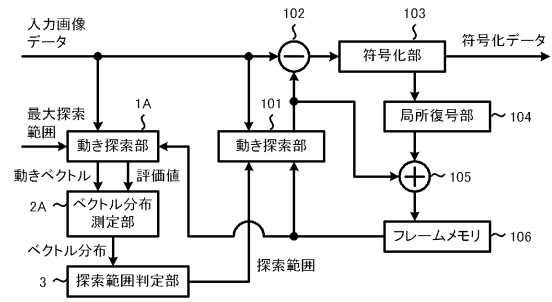 入力画像
データ
102
103
符号化データ
符号化部
最大探索
範囲
1A
101
局所復号部
104
動き探索部
動き探索部
動きベクトル
評価値
105
2A
ベクトル分布
測定部
ベクトル分布
フレームメモリ
106
探索範囲
3
探索範囲判定部